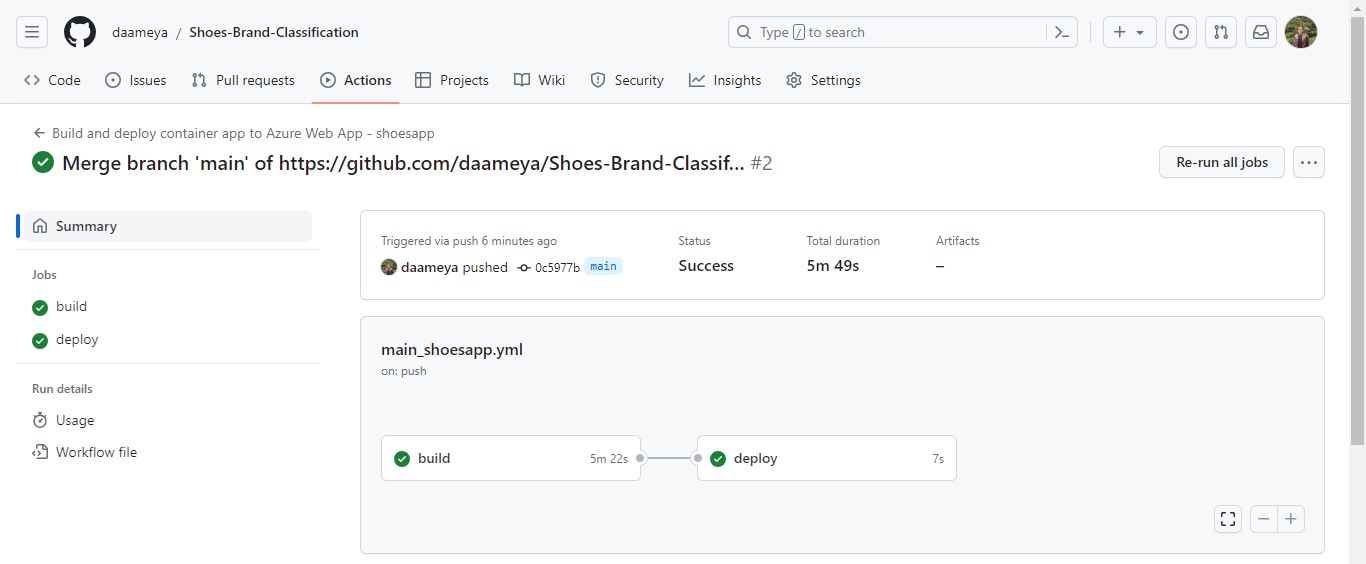 daameya / Shoes-Brand-Classification
Type / to search
Code Issues Pull requests Actions Projects Wiki Security Insights Settings
Build and deploy container app to Azure Web App - shoesapp
Merge branch 'main' of https://github.com/daameya/Shoes-Brand-Classif... #2
Re-run all jobs
Summary
Jobs
build
deploy
Run details
Usage
Workflow file
Triggered via push 6 minutes ago
daameya pushed 0c5977b main
Status
Success
Total duration
5m 49s
Artifacts
–
main_shoesapp.yml
on: push
build 5m 22s
deploy 7s